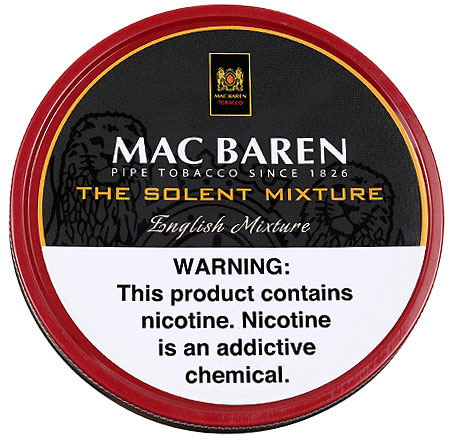 MAC BAREN
TOBACCO
MAC BAREN
PIPE TOBACCO SINCE 1826
THE SOLENT MIXTURE
English Mixture
WARNING:
This product contains
nicotine. Nicotine
is an addictive
chemical.